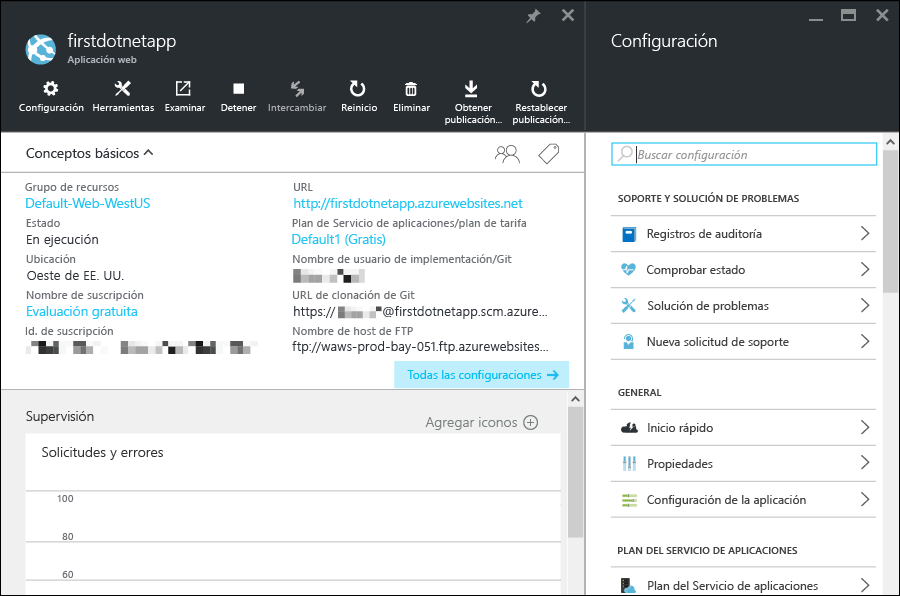 firstdotnetapp
Aplicación web
Configuración
Herramientas
Examinar
Detener
Intercambiar
Reinicio
Eliminar
Obtener
publicación...
Restablecer
publicación...
Conceptos básicos
Grupo de recursos
Default-Web-WestUS
Estado
En ejecución
Ubicación
Oeste de EE. UU.
Nombre de suscripción
Evaluación gratuita
Id. de suscripción
URL
http://firstdotnetapp.azurewebsites.net
Plan de Servicio de aplicaciones/plan de tarifa
Default1 (Gratis)
Nombre de usuario de implementación/Git
URL de clonación de Git
https:// @firstdotnetapp.scm.azure...
Nombre de host de FTP
ftp://waws-prod-bay-051.ftp.azurewebsites...
Todas las configuraciones
Supervisión
Agregar iconos
Solicitudes y errores
100
80
60
Configuración
Buscar configuración
SOPORTE Y SOLUCIÓN DE PROBLEMAS
Registros de auditoría
Comprobar estado
Solución de problemas
Nueva solicitud de soporte
GENERAL
Inicio rápido
Propiedades
Configuración de la aplicación
PLAN DEL SERVICIO DE APLICACIONES
Plan del Servicio de aplicaciones